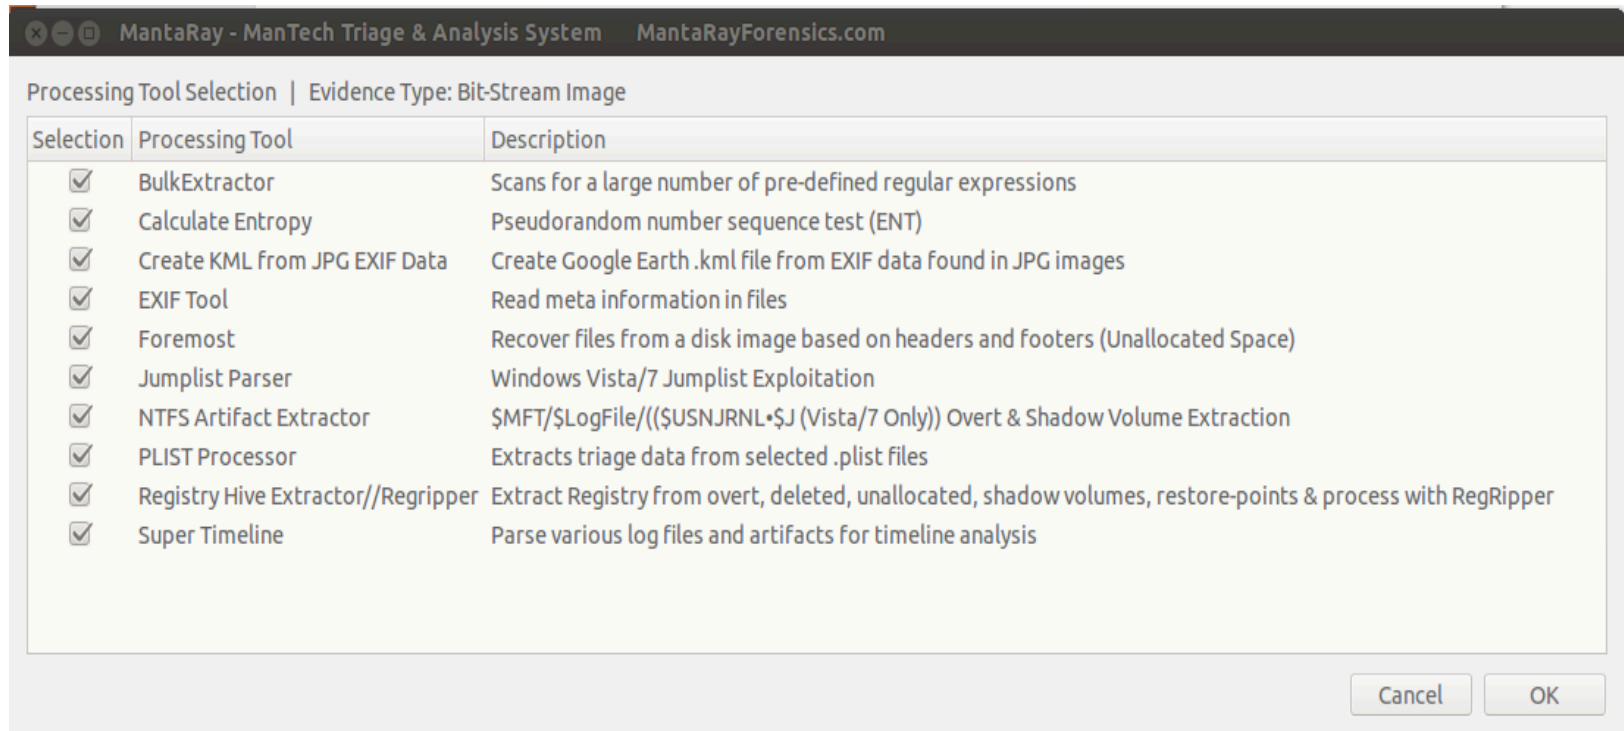 MantaRay - ManTech Triage & Analysis System MantaRayForensics.com
Processing Tool Selection | Evidence Type: Bit-Stream Image
Selection Processing Tool Description
BulkExtractor Scans for a large number of pre-defined regular expressions
Calculate Entropy Pseudorandom number sequence test (ENT)
Create KML from JPG EXIF Data Create Google Earth .kml file from EXIF data found in JPG images
EXIF Tool Read meta information in files
Foremost Recover files from a disk image based on headers and footers (Unallocated Space)
Jumplist Parser Windows Vista/7 Jumplist Exploitation
NTFS Artifact Extractor $MFT/$LogFile/(($USNJRNL•$J (Vista/7 Only)) Overt & Shadow Volume Extraction
PLIST Processor Extracts triage data from selected .plist files
Registry Hive Extractor//Regripper Extract Registry from overt, deleted, unallocated, shadow volumes, restore-points & process with RegRipper
Super Timeline Parse various log files and artifacts for timeline analysis
Cancel OK